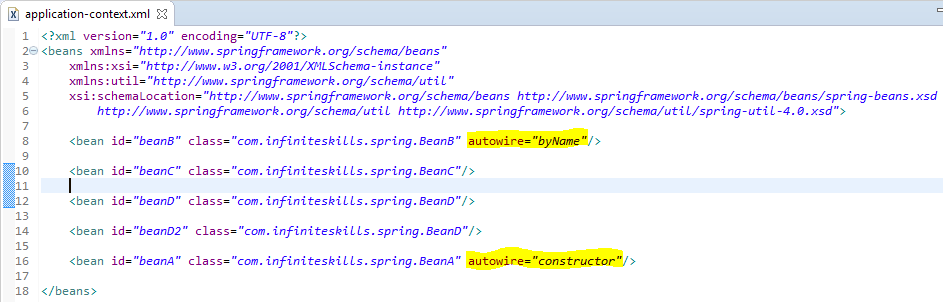 application-context.xml
1 <?xml version="1.0" encoding="UTF-8"?>
2 <beans xmlns="http://www.springframework.org/schema/beans"
3 xmlns:xsi="http://www.w3.org/2001/XMLSchema-instance"
4 xmlns:util="http://www.springframework.org/schema/util"
5 xsi:schemaLocation="http://www.springframework.org/schema/beans http://www.springframework.org/schema/beans/spring-beans.xsd
6 http://www.springframework.org/schema/util http://www.springframework.org/schema/util/spring-util-4.0.xsd">
7
8 <bean id="beanB" class="com.infiniteskills.spring.BeanB" autowire="byName"/>
9
10 <bean id="beanC" class="com.infiniteskills.spring.BeanC"/>
11
12 <bean id="beanD" class="com.infiniteskills.spring.BeanD"/>
13
14 <bean id="beanD2" class="com.infiniteskills.spring.BeanD"/>
15
16 <bean id="beanA" class="com.infiniteskills.spring.BeanA" autowire="constructor"/>
17
18 </beans>